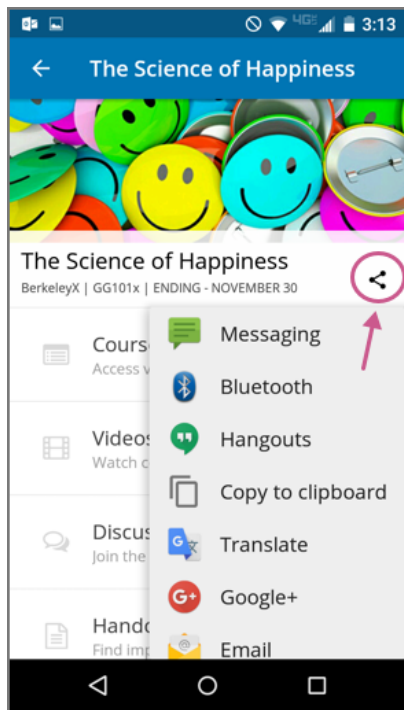 4G 3:13
The Science of Happiness
The Science of Happiness
BerkeleyX | GG101x | ENDING - NOVEMBER 30
Cours
Access v
Messaging
Bluetooth
Videos
Watch c
Hangouts
Copy to clipboard
Discus
Join the
G
Translate
G+
Google+
Hando
Find imp
@
Email